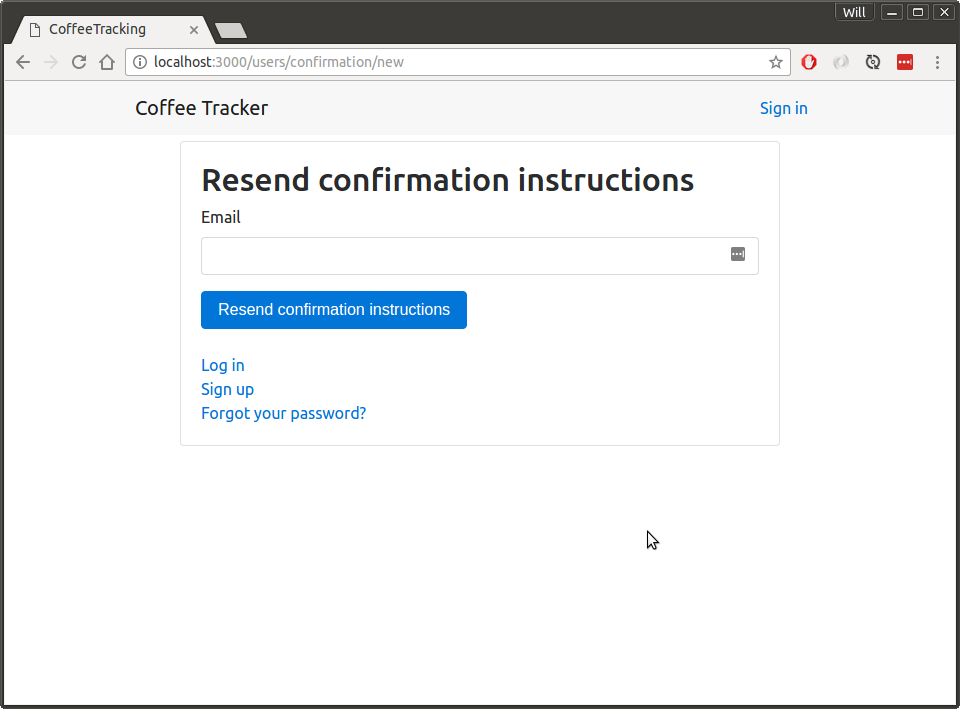 Will
CoffeeTracking
localhost:3000/users/confirmation/new
Coffee Tracker
Sign in
Resend confirmation instructions
Email
Resend confirmation instructions
Log in
Sign up
Forgot your password?